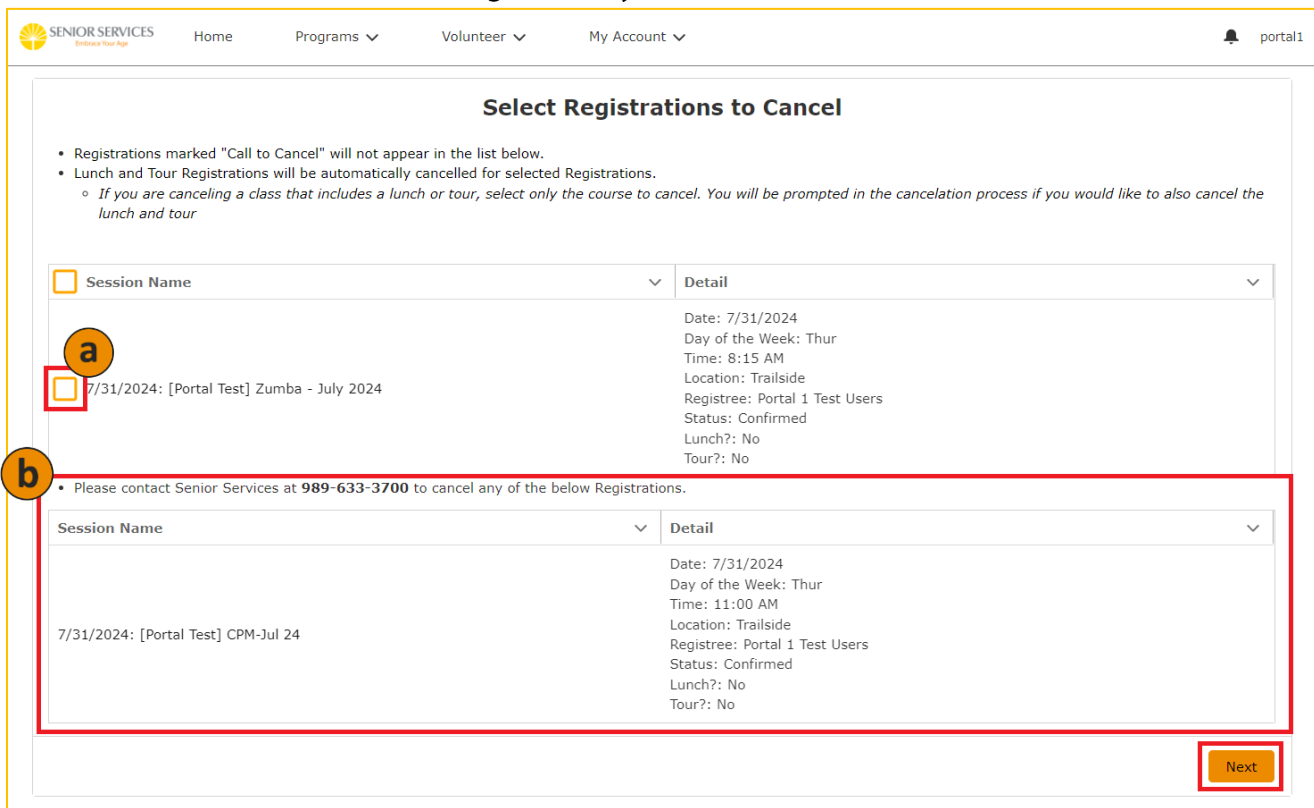 SENIOR SERVICES
Embrace Your Age
Home
Programs
Volunteer
My Account
portal1
Select Registrations to Cancel
• Registrations marked "Call to Cancel" will not appear in the list below.
• Lunch and Tour Registrations will be automatically cancelled for selected Registrations.
If you are canceling a class that includes a lunch or tour, select only the course to cancel. You will be prompted in the cancelation process if you would like to also cancel the
lunch and tour
Session Name
Detail
a
7/31/2024: [Portal Test] Zumba - July 2024
Date: 7/31/2024
Day of the Week: Thur
Time: 8:15 AM
Location: Trailside
Registree: Portal 1 Test Users
Status: Confirmed
Lunch?: No
Tour?: No
b
• Please contact Senior Services at 989-633-3700 to cancel any of the below Registrations.
Session Name
Detail
7/31/2024: [Portal Test] CPM-Jul 24
Date: 7/31/2024
Day of the Week: Thur
Time: 11:00 AM
Location: Trailside
Registree: Portal 1 Test Users
Status: Confirmed
Lunch?: No
Tour?: No
Next